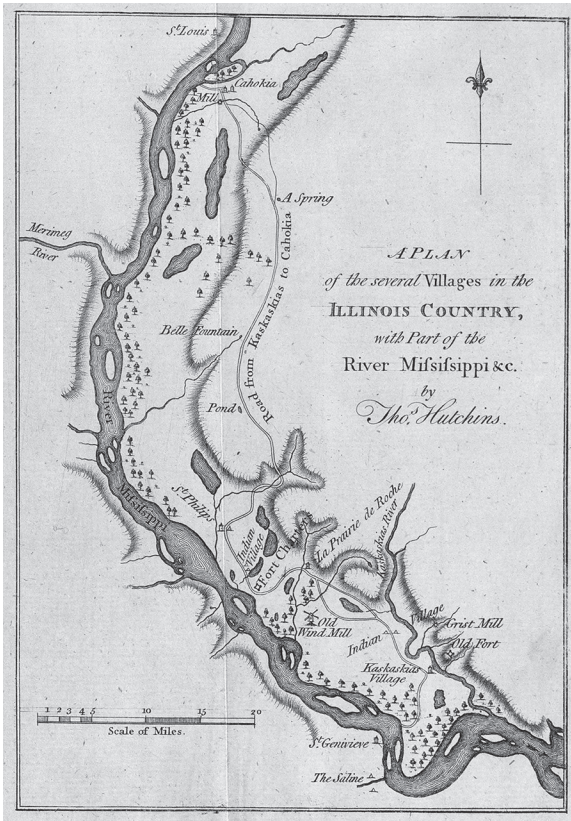 St. Louis
Cahokia
Mill
A Spring
Merimeg
River
A PLAN
of the several Villages in the
ILLINOIS COUNTRY,
with Part of the
River Miſsiſsippi &c.
by
Thos. Hutchins.
Belle Fountain
Road from Kaskaskias to Cahokia
Pond
River
Miſsiſsippi
St. Philips
Indian
Village
Fort Chartres
La Prairie de Roche
Kaskaskias River
Old
Wind Mill
Indian Village
Grist Mill
Old Fort
Kaskaskias
Village
1 2 3 4 5 10 15 20
Scale of Miles.
St. Genivieve
The Saline